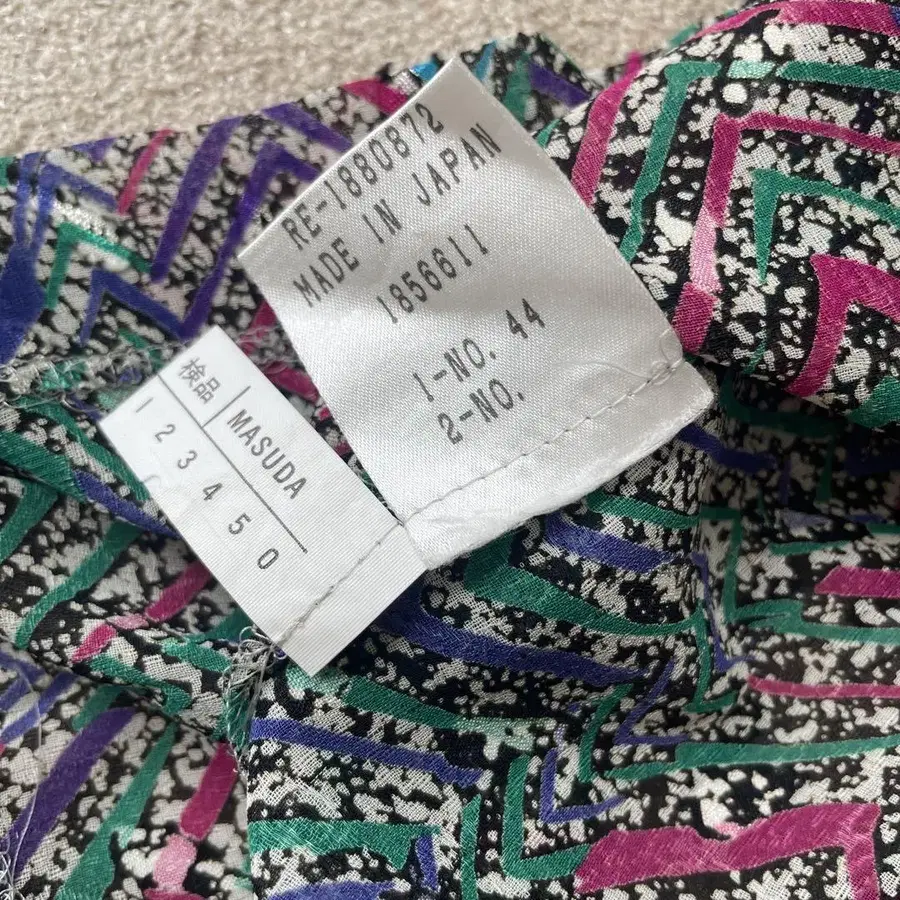 RE-1880872
MADE IN JAPAN
1856611
1-NO. 44
2-NO.
検品 MASUDA
1 2 3 4 5 0